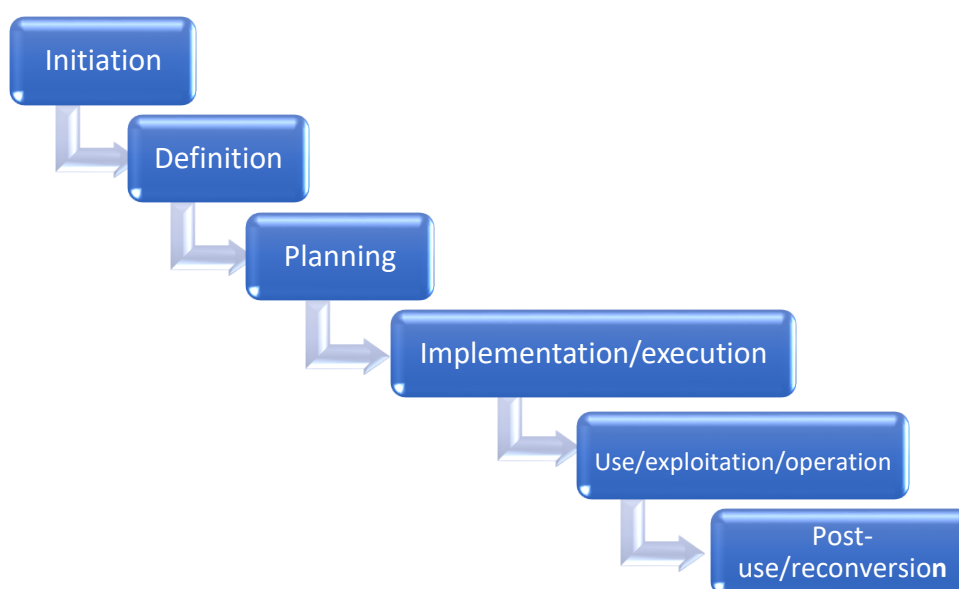 Initiation
Definition
Planning
Implementation/execution
Use/exploitation/operation
Post-
use/reconversion